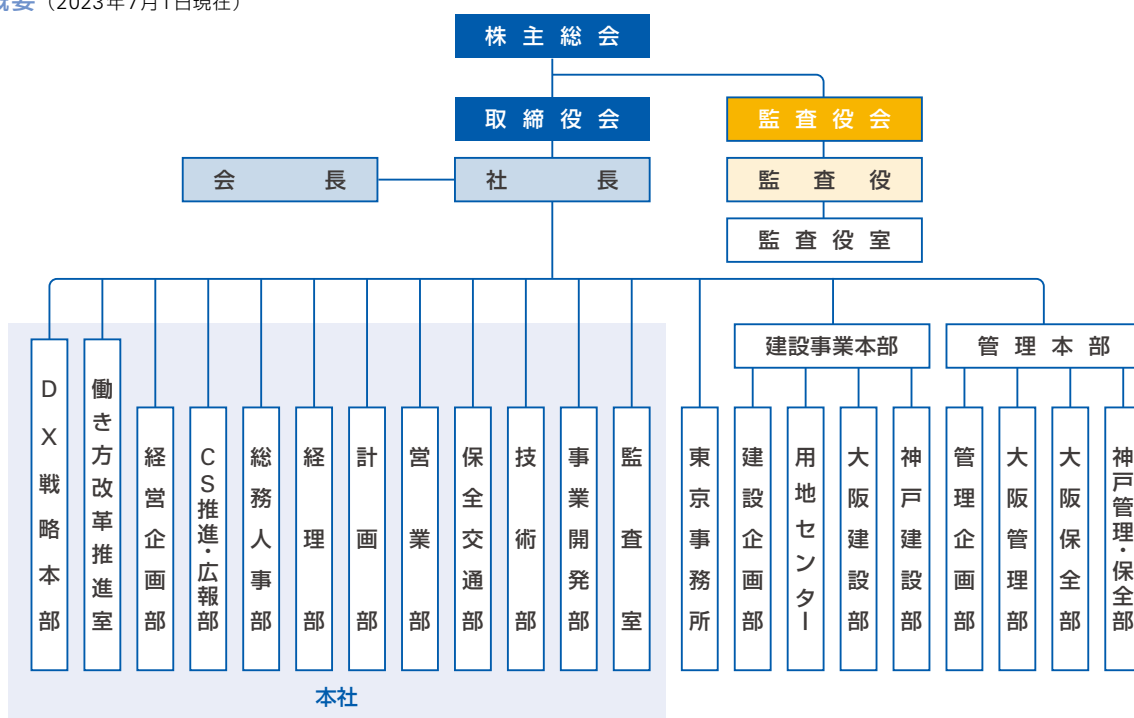 概要（2023年7月1日現在）
株主総会
取締役会
監査役会
会長
社長
監査役
監査役室
建設事業本部
管理本部
DX戦略本部
働き方改革推進室
経営企画部
CS推進・広報部
総務人事部
経理部
計画部
営業部
保全交通部
技術部
事業開発部
監査室
東京事務所
建設企画部
用地センター
大阪建設部
神戸建設部
管理企画部
大阪管理部
大阪保全部
神戸管理・保全部
本社